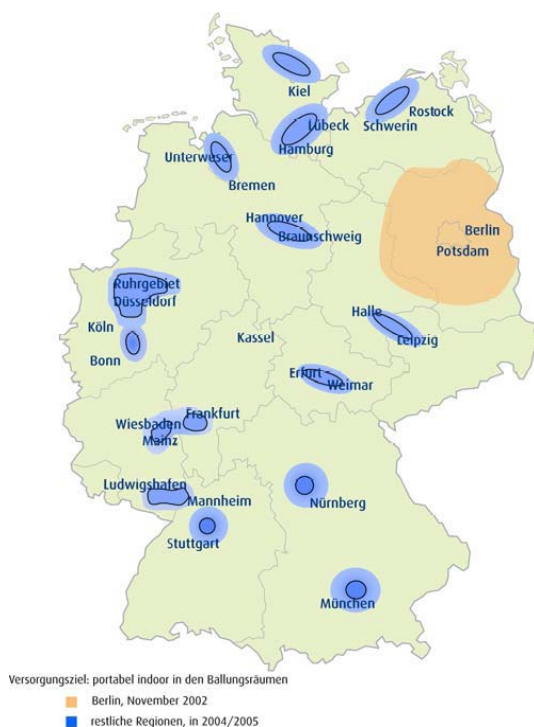 Kiel
Rostock
Lübeck
Schwerin
Hamburg
Unterweser
Bremen
Hannover
Braunschweig
Berlin
Potsdam
Ruhrgebiet
Düsseldorf
Halle
Köln
Leipzig
Kassel
Bonn
Erfurt
Weimar
Frankfurt
Wiesbaden
Mainz
Ludwigshafen
Mannheim
Nürnberg
Stuttgart
München
Versorgungsziel: portabel indoor in den Ballungsräumen
Berlin, November 2002
restliche Regionen, in 2004/2005